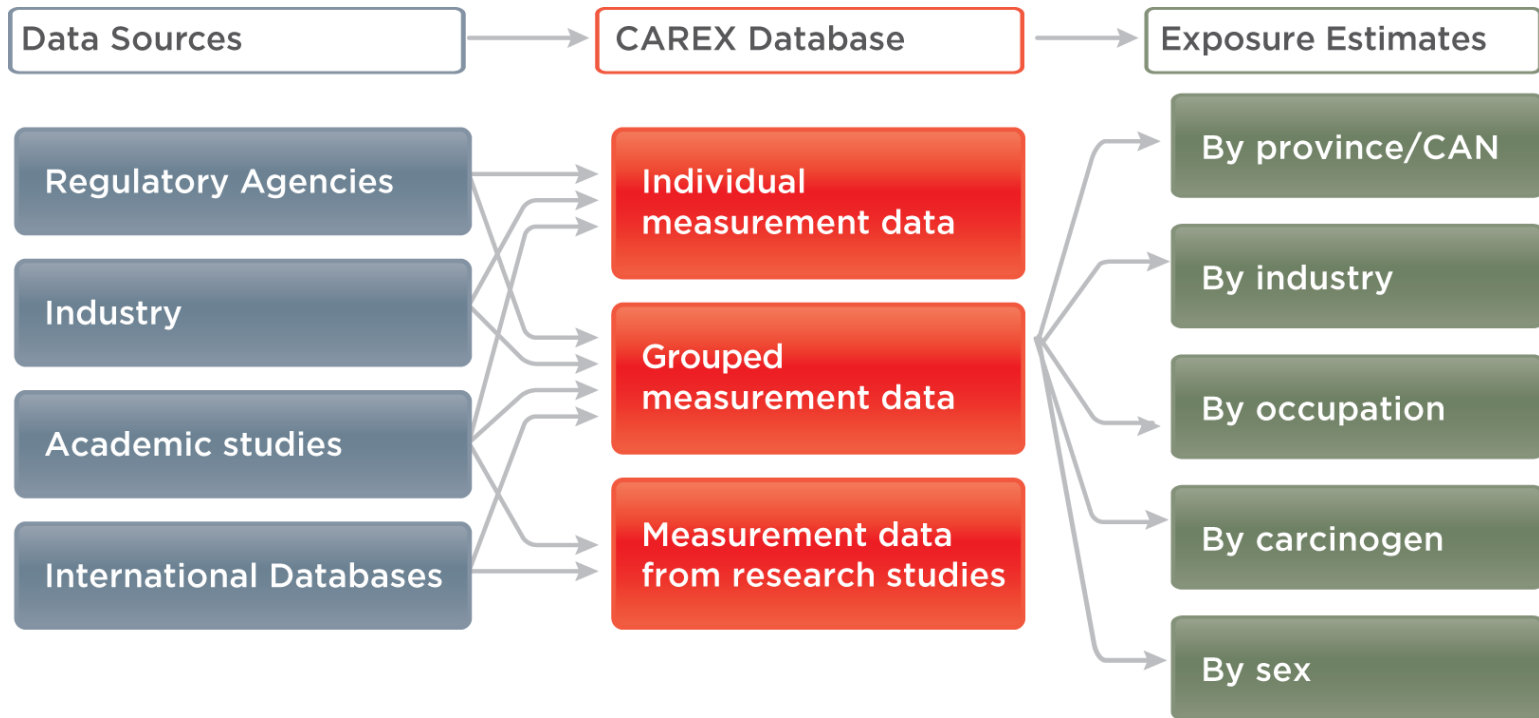 Data Sources
CAREX Database
Exposure Estimates
Regulatory Agencies
Industry
Academic studies
International Databases
Individual
measurement data
Grouped
measurement data
Measurement data
from research studies
By province/CAN
By industry
By occupation
By carcinogen
By sex